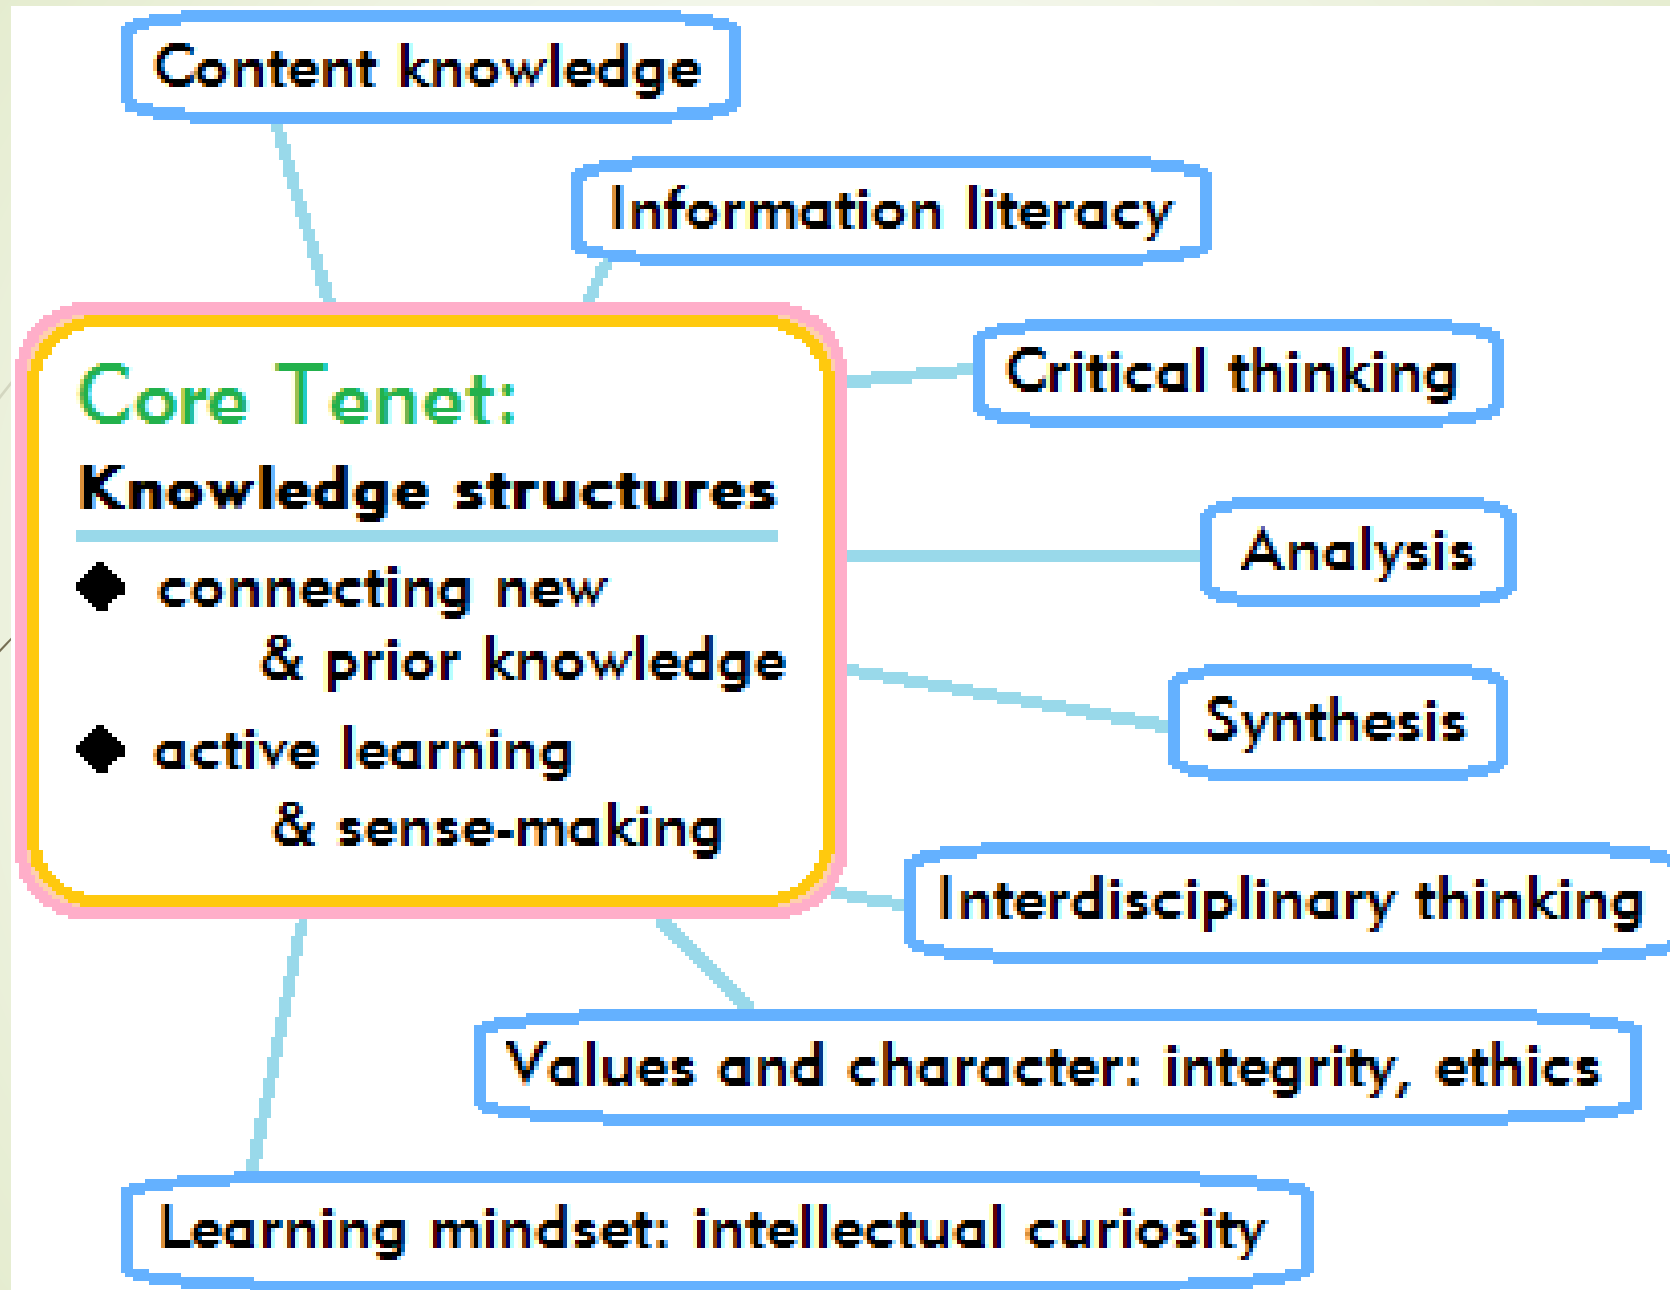 Content knowledge
Information literacy
Critical thinking
Core Tenet:
Knowledge structures
◆ connecting new
& prior knowledge
◆ active learning
& sense-making
Analysis
Synthesis
Interdisciplinary thinking
Values and character: integrity, ethics
Learning mindset: intellectual curiosity